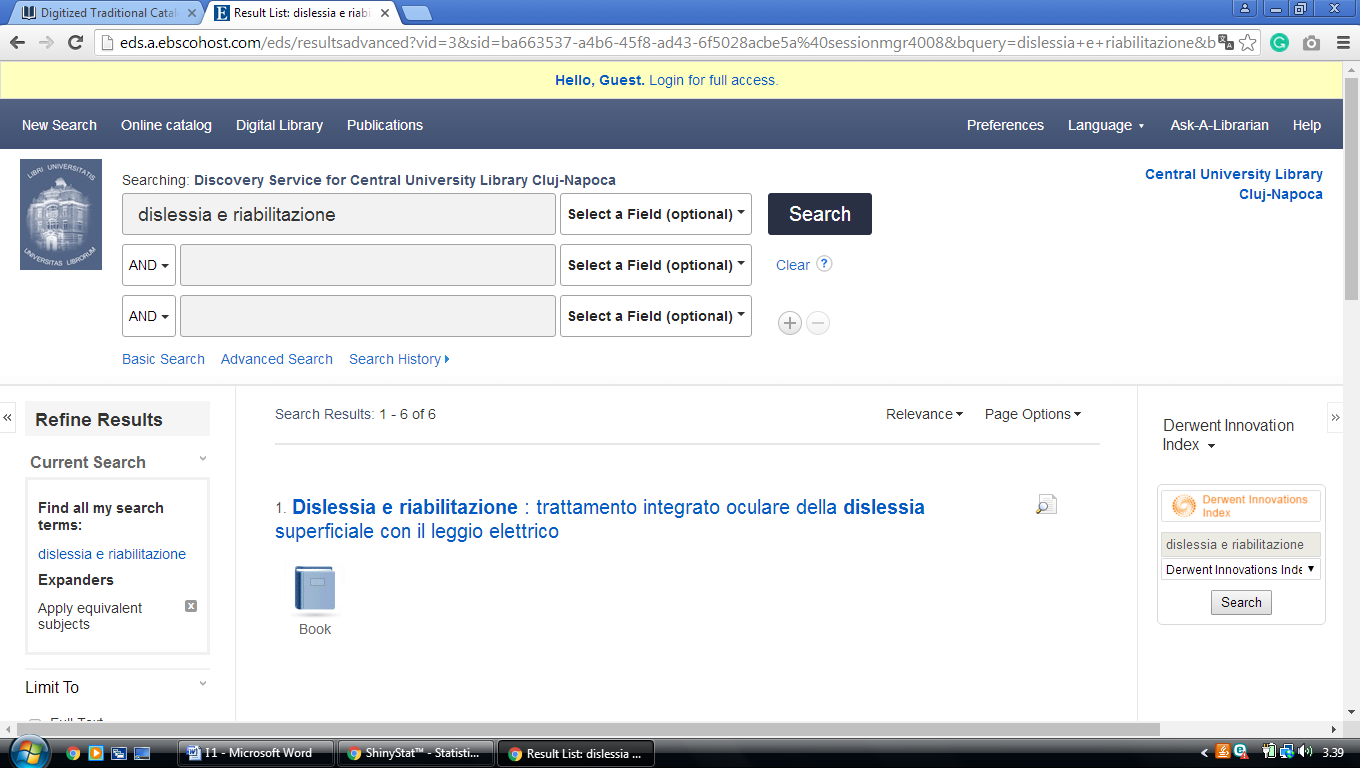 Digitized Traditional Catal
Result List: dislessia e riabi
eds.a.ebscohost.com/eds/resultsadvanced?vid=3&sid=ba663537-a4b6-45f8-ad43-6f5028acbe5a%40sessionmgr4008&bquery=dislessia+e+riabilitazione&b
Hello, Guest. Login for full access.
New Search Online catalog Digital Library Publications Preferences Language Ask-A-Librarian Help
LIBRI UNIVERSITATIS
UNIVERSITAS LIBRORUM
Searching: Discovery Service for Central University Library Cluj-Napoca
Central University Library
Cluj-Napoca
dislessia e riabilitazione Select a Field (optional) Search
AND Select a Field (optional) Clear ?
AND Select a Field (optional)
Basic Search Advanced Search Search History
Refine Results
Current Search
Find all my search
terms:
dislessia e riabilitazione
Expanders
Apply equivalent
subjects
Limit To
Full Text
Search Results: 1 - 6 of 6 Relevance Page Options
1. Dislessia e riabilitazione : trattamento integrato oculare della dislessia
superficiale con il leggio elettrico
Book
Derwent Innovation
Index
Derwent Innovations
Index
dislessia e riabilitazione
Derwent Innovations Inde
Search
11 - Microsoft Word ShinyStat™ - Statisti... Result List: dislessia ... 3.39